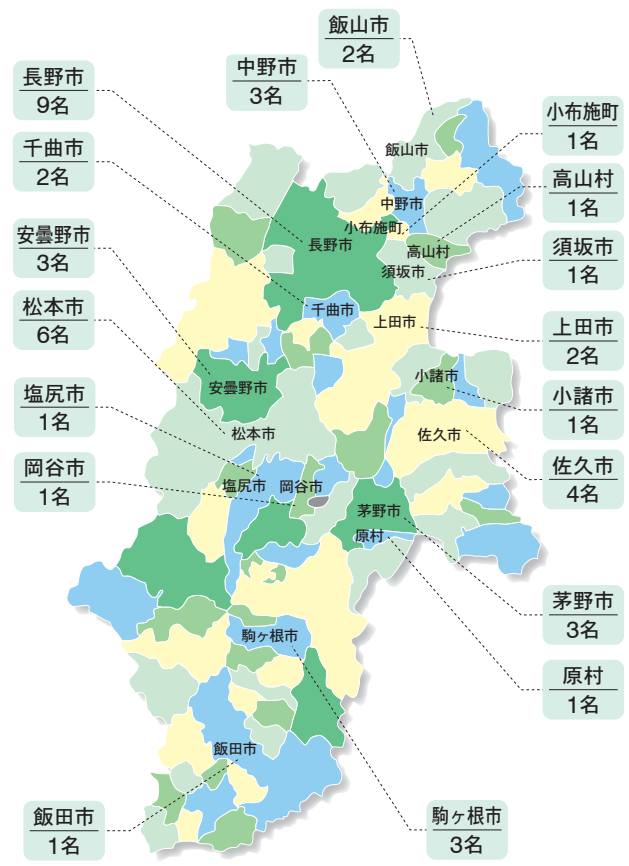 飯山市
2名
中野市
3名
長野市
9名
小布施町
1名
千曲市
2名
高山村
1名
安曇野市
3名
須坂市
1名
松本市
6名
上田市
2名
塩尻市
1名
小諸市
1名
岡谷市
1名
佐久市
4名
茅野市
3名
原村
1名
飯田市
1名
駒ヶ根市
3名
飯山市
中野市
小布施町
長野市
高山村
須坂市
千曲市
上田市
小諸市
安曇野市
松本市
佐久市
塩尻市
岡谷市
茅野市
原村
駒ヶ根市
飯田市